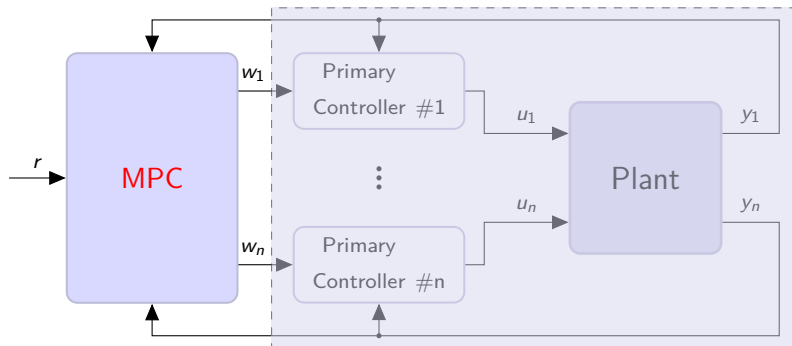 w₁
Primary
Controller #1
u₁
y₁
r
MPC
Plant
wₙ
Primary
Controller #n
uₙ
yₙ